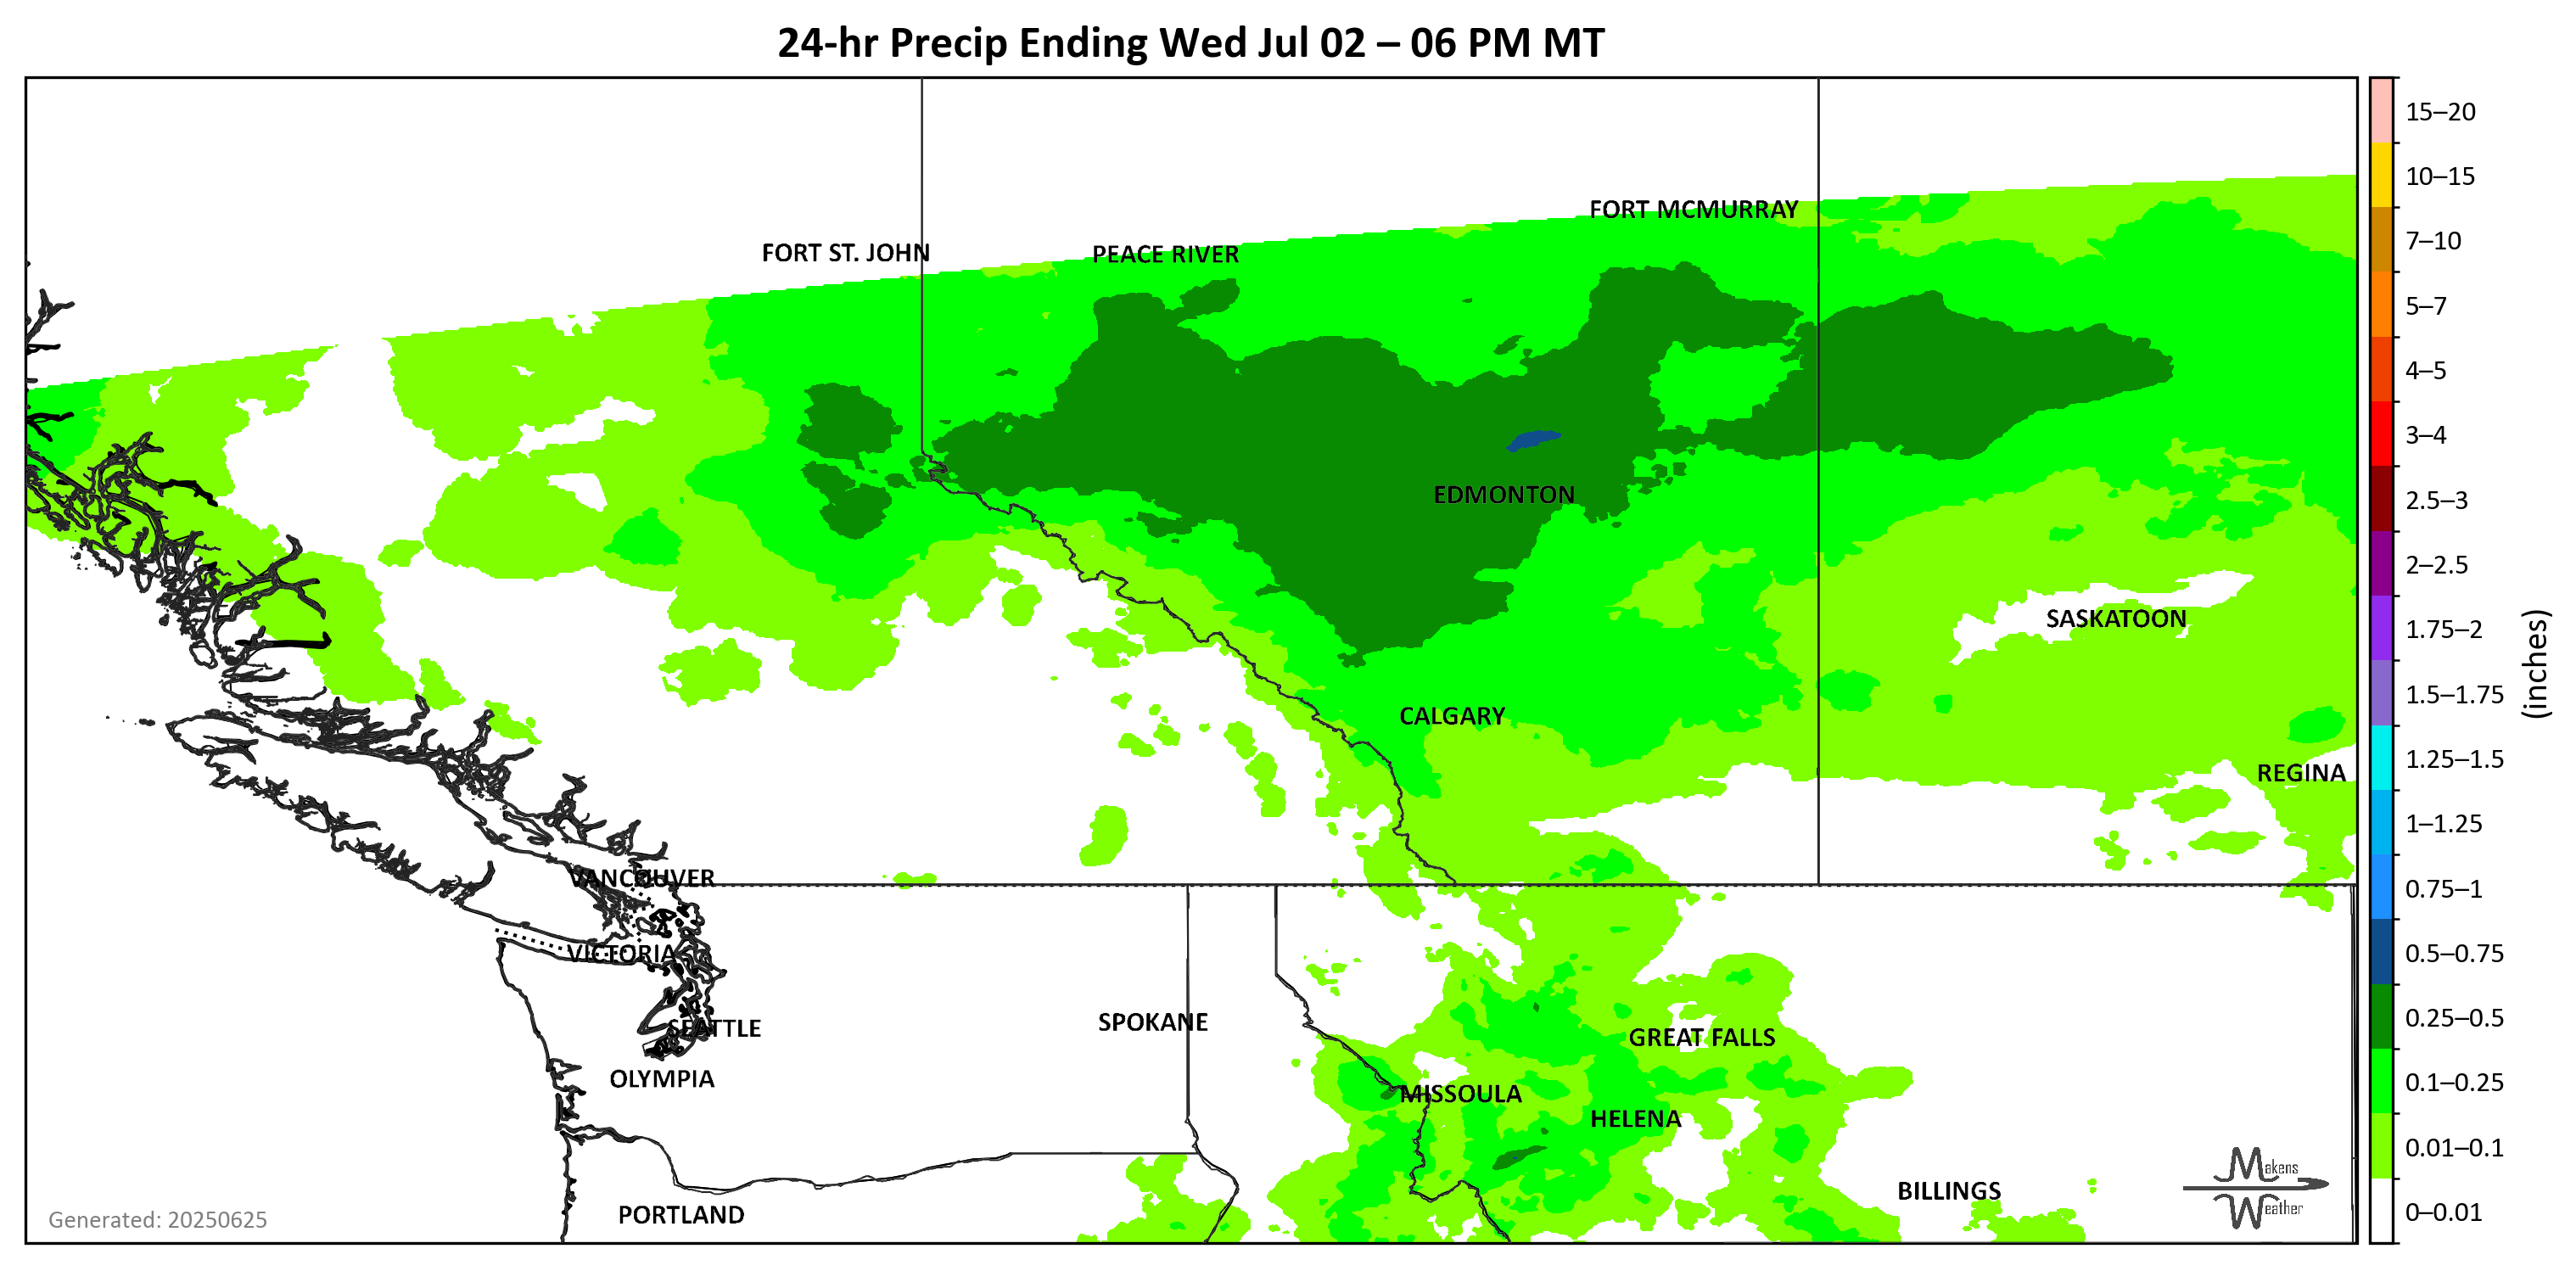 24-hr Precip Ending Wed Jul 02 – 06 PM MT
FORT MCMURRAY
FORT ST. JOHN
PEACE RIVER
EDMONTON
SASKATOON
CALGARY
REGINA
VANCOUVER
VICTORIA
SPOKANE
SEATTLE
GREAT FALLS
OLYMPIA
MISSOULA
HELENA
BILLINGS
PORTLAND
Generated: 20250625
Makens
Weather
15–20
10–15
7–10
5–7
4–5
3–4
2.5–3
2–2.5
1.75–2
1.5–1.75
1.25–1.5
1–1.25
0.75–1
0.5–0.75
0.25–0.5
0.1–0.25
0.01–0.1
0–0.01
(inches)